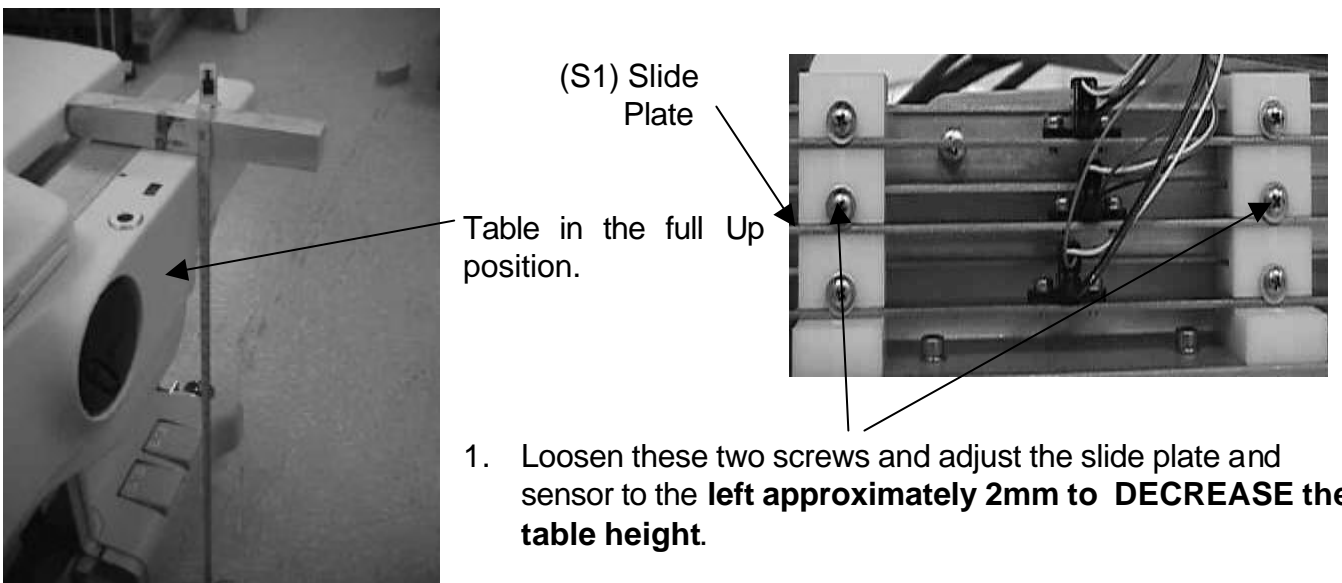 (S1) Slide
Plate
Table in the full Up
position.
1. Loosen these two screws and adjust the slide plate and
sensor to the left approximately 2mm to DECREASE the
table height.